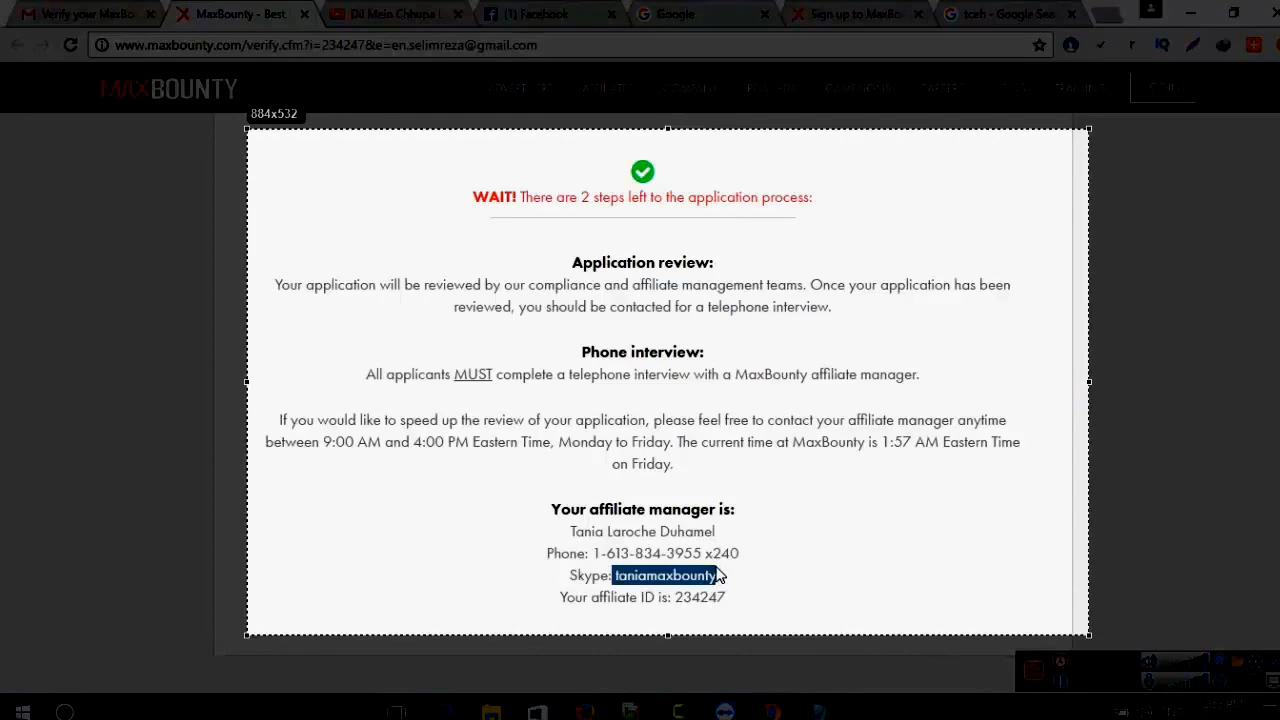 Verify your MaxBo
MaxBounty - Best
Dil Mein Chhupa L
(1) Facebook
Google
Sign up to MaxBo
tceh - Google Sea
www.maxbounty.com/verify.cfm?i=234247&e=en.selimreza@gmail.com
MAXBOUNTY
884x532
WAIT! There are 2 steps left to the application process:
Application review:
Your application will be reviewed by our compliance and affiliate management teams. Once your application has been
reviewed, you should be contacted for a telephone interview.
Phone interview:
All applicants MUST complete a telephone interview with a MaxBounty affiliate manager.
If you would like to speed up the review of your application, please feel free to contact your affiliate manager anytime
between 9:00 AM and 4:00 PM Eastern Time, Monday to Friday. The current time at MaxBounty is 1:57 AM Eastern Time
on Friday.
Your affiliate manager is:
Tania Laroche Duhamel
Phone: 1-613-834-3955 x240
Skype: taniamaxbounty
Your affiliate ID is: 234247